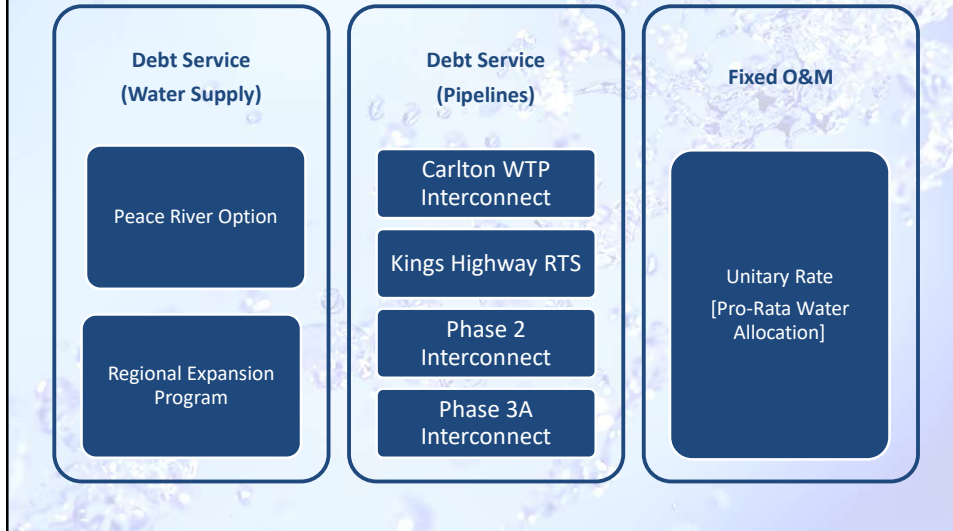 Debt Service
(Water Supply)
Peace River Option
Regional Expansion
Program
Debt Service
(Pipelines)
Carlton WTP
Interconnect
Kings Highway RTS
Phase 2
Interconnect
Phase 3A
Interconnect
Fixed O&M
Unitary Rate
[Pro-Rata Water
Allocation]